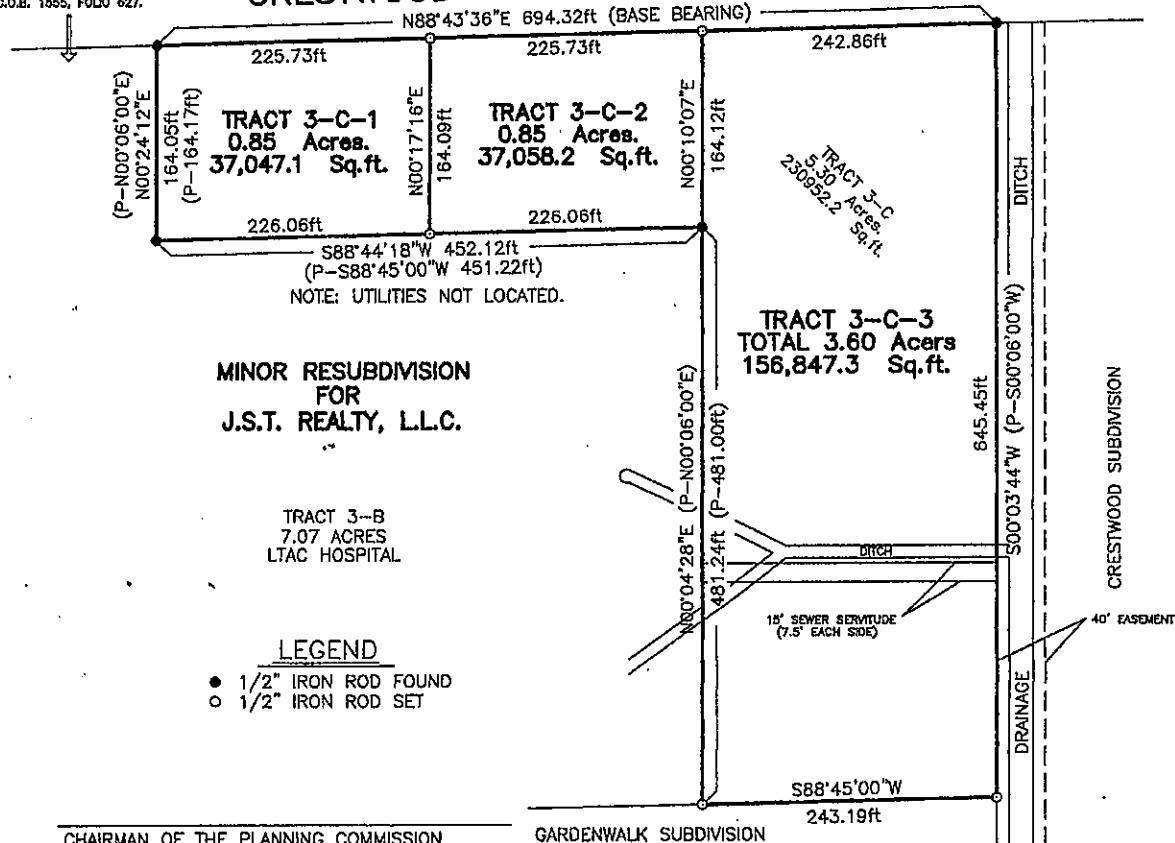 C.O.B. 1555, FOLIO 627.
N88°43'36"E 694.32ft (BASE BEARING)
225.73ft
225.73ft
242.86ft
(P-N00°06'00"E)
N00°24'12"E
164.05ft
(P-164.17ft)
TRACT 3-C-1
0.85 Acres.
37,047.1 Sq.ft.
N00°17'16"E
164.09ft
TRACT 3-C-2
0.85 Acres.
37,058.2 Sq.ft.
N00°10'07"E
164.12ft
TRACT 3-C
5.30 Acres.
230952.2
Sq.ft.
DITCH
226.06ft
226.06ft
S88°44'18"W 452.12ft
(P-S88°45'00"W 451.22ft)
NOTE: UTILITIES NOT LOCATED.
TRACT 3-C-3
TOTAL 3.60 Acers
156,847.3 Sq.ft.
MINOR RESUBDIVISION
FOR
J.S.T. REALTY, L.L.C.
N00°04'28"E (P-N00°06'00"E)
481.24ft (P-481.00ft)
645.45ft
S00°03'44"W (P-S00°06'00"W)
CRESTWOOD SUBDIVISION
TRACT 3-B
7.07 ACRES
LTAC HOSPITAL
DITCH
15' SEWER SERVITUDE
(7.5' EACH SIDE)
40' EASEMENT
LEGEND
1/2" IRON ROD FOUND
1/2" IRON ROD SET
DRAINAGE
S88°45'00"W
243.19ft
CHAIRMAN OF THE PLANNING COMMISSION
GARDENWALK SUBDIVISION